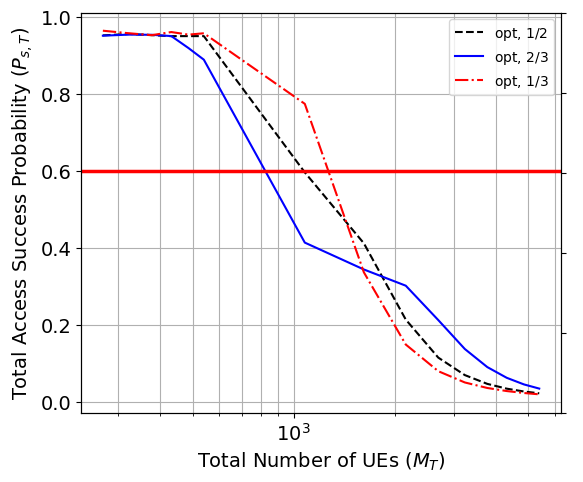 1.0
0.8
0.6
0.4
0.2
0.0
Total Access Success Probability ($P_{s,T}$)
opt, 1/2
opt, 2/3
opt, 1/3
$10^3$
Total Number of UEs ($M_T$)